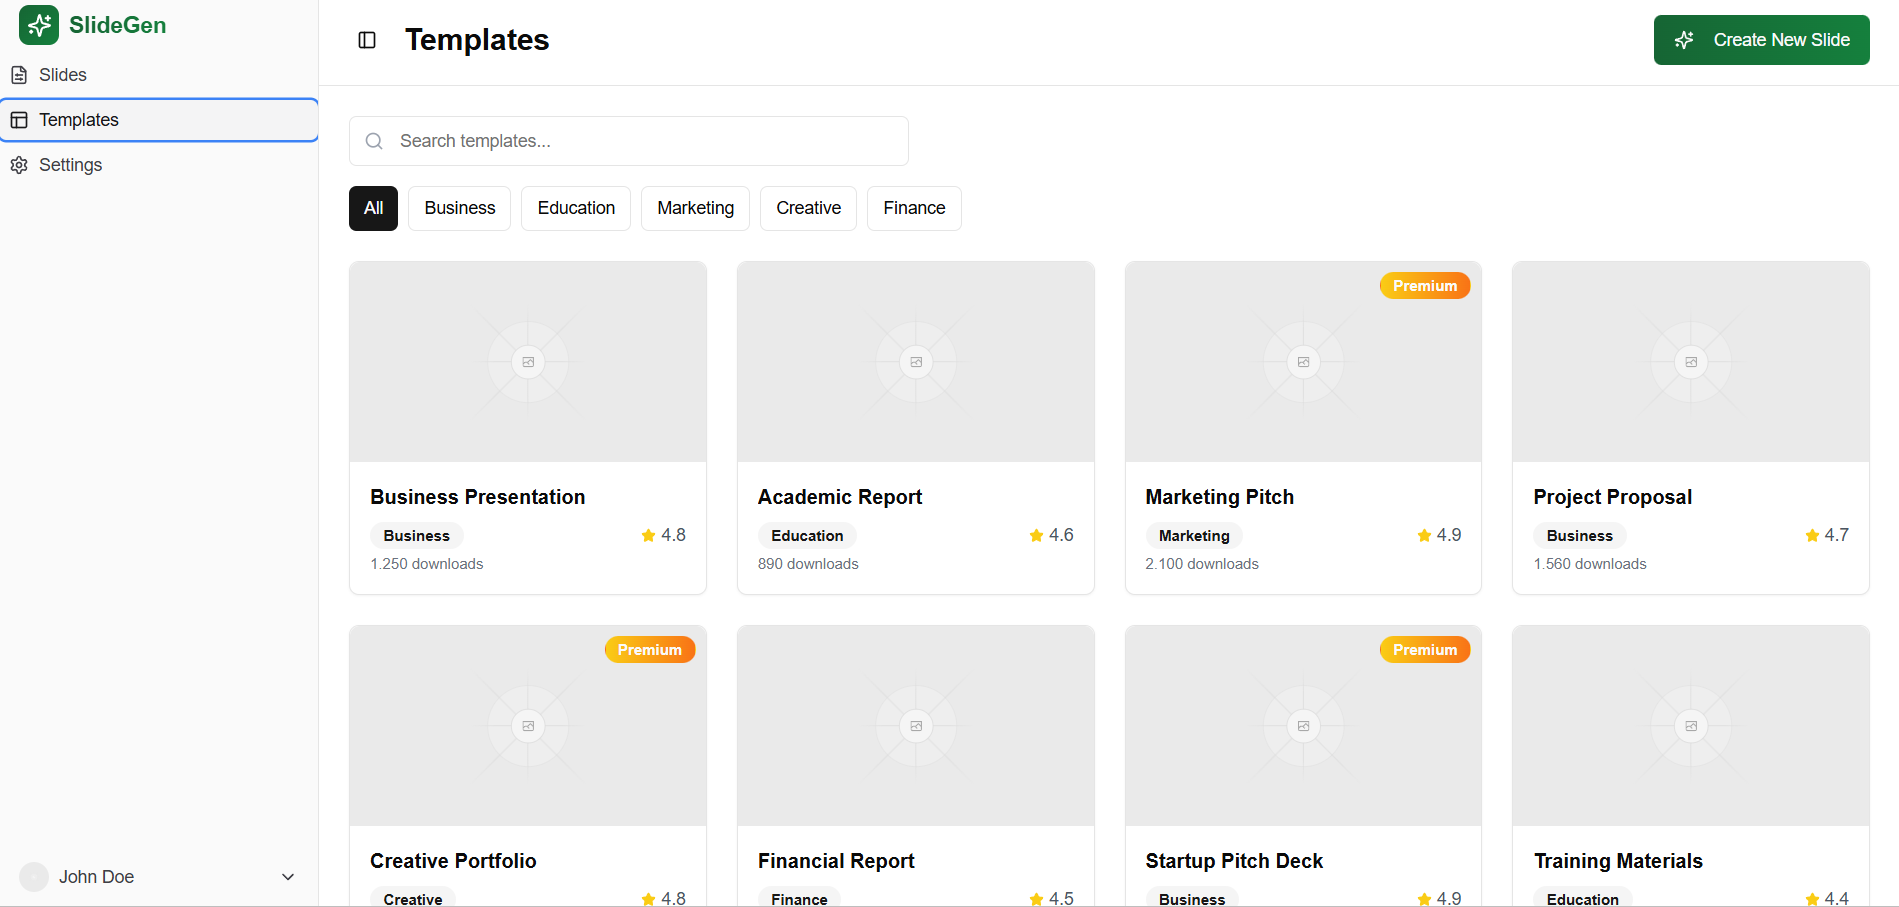 SlideGen
Slides
Templates
Settings
John Doe
Templates
Create New Slide
Search templates...
All Business Education Marketing Creative Finance
Business Presentation
Business 4.8
1.250 downloads
Academic Report
Education 4.6
890 downloads
Premium
Marketing Pitch
Marketing 4.9
2.100 downloads
Project Proposal
Business 4.7
1.560 downloads
Premium
Creative Portfolio
Creative 4.8
Financial Report
Finance 4.5
Premium
Startup Pitch Deck
Business 4.9
Training Materials
Education 4.4